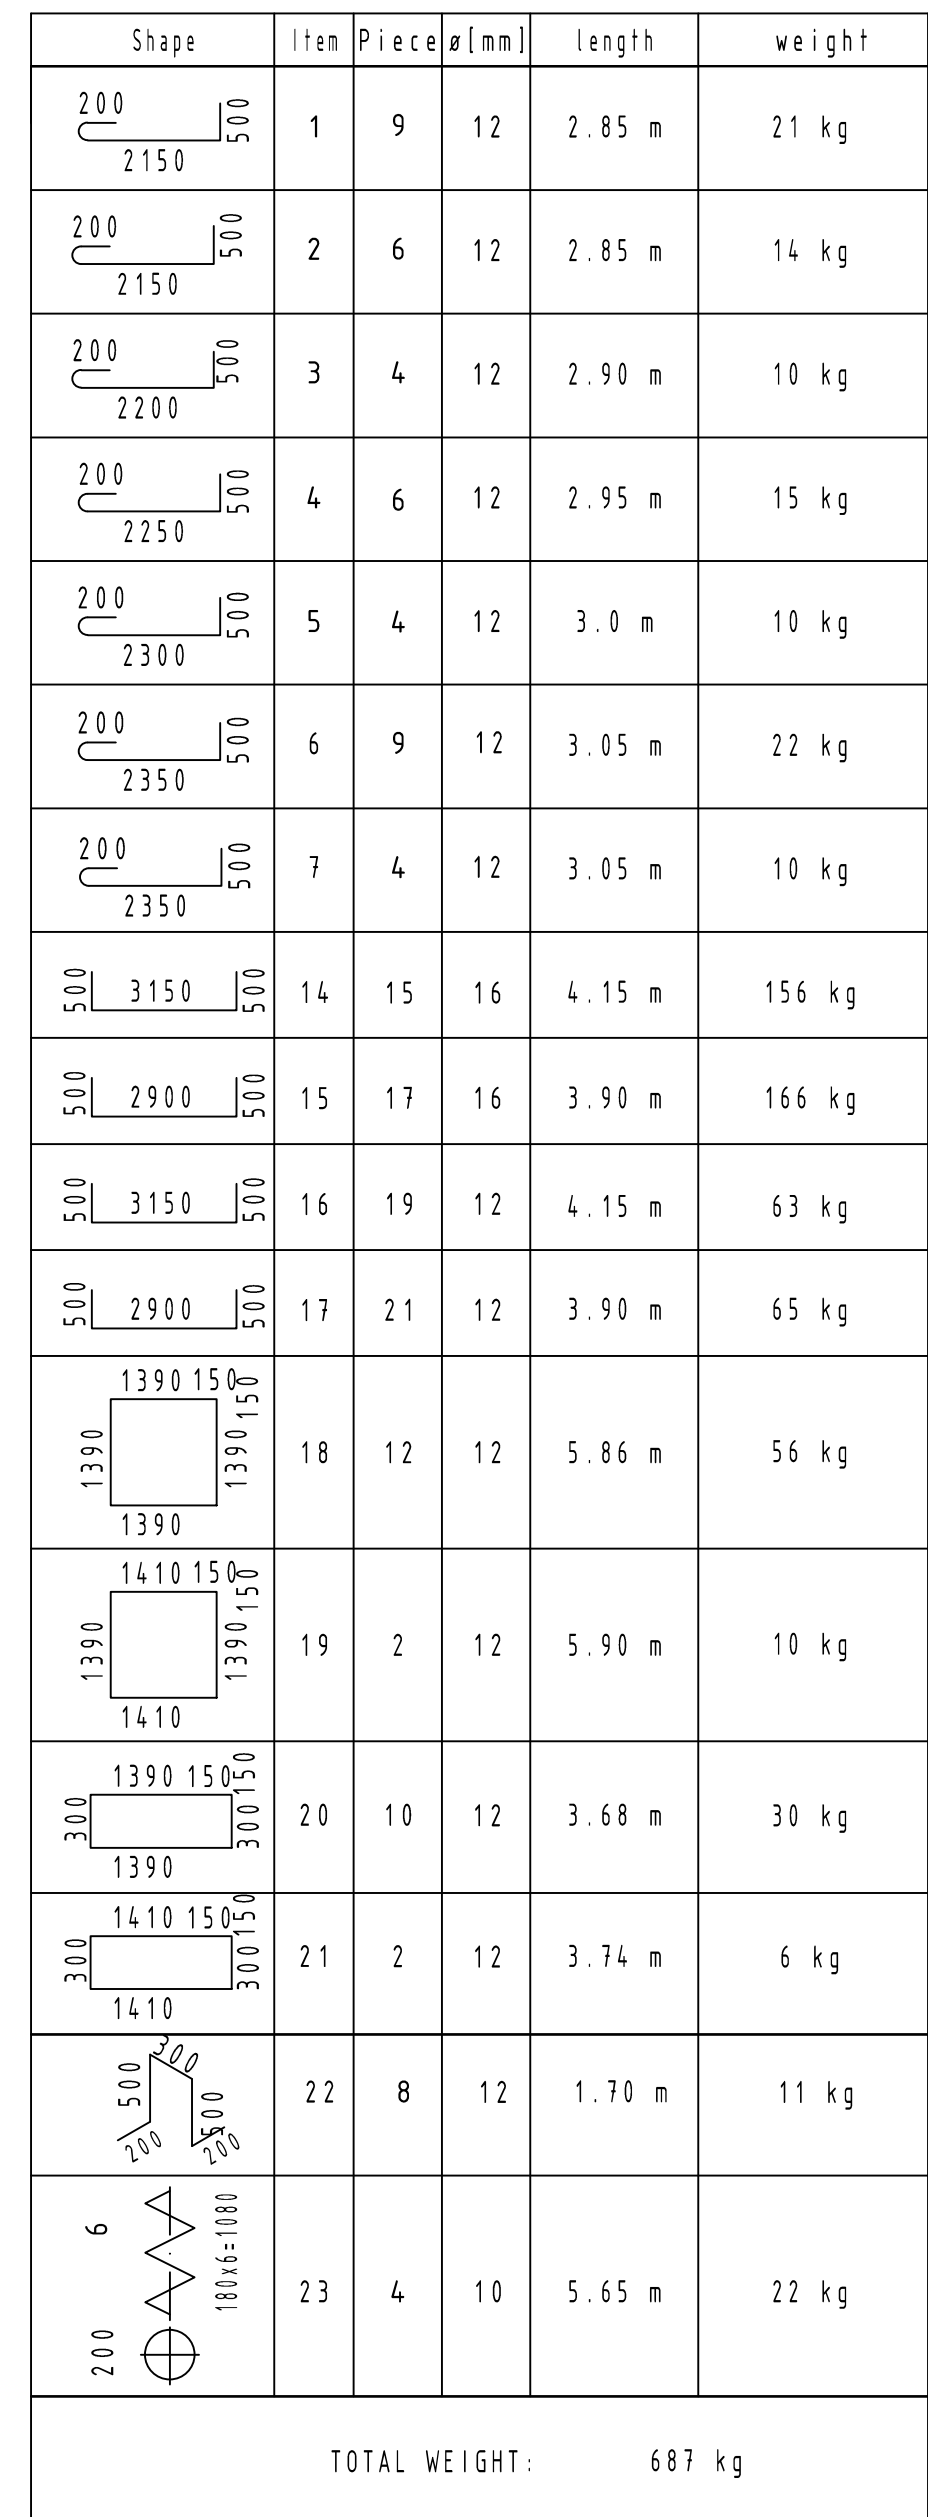 Shape Item Piece ø[mm] length weight
200 500
2150
1 9 12 2.85 m 21 kg
200 500
2150
2 6 12 2.85 m 14 kg
200 500
2200
3 4 12 2.90 m 10 kg
200 500
2250
4 6 12 2.95 m 15 kg
200 500
2300
5 4 12 3.0 m 10 kg
200 500
2350
6 9 12 3.05 m 22 kg
200 500
2350
7 4 12 3.05 m 10 kg
500 3150 500 14 15 16 4.15 m 156 kg
500 2900 500 15 17 16 3.90 m 166 kg
500 3150 500 16 19 12 4.15 m 63 kg
500 2900 500 17 21 12 3.90 m 65 kg
1390 150 150
1390 1390
1390
18 12 12 5.86 m 56 kg
1410 150 150
1390 1390
1410
19 2 12 5.90 m 10 kg
1390 150 150
300 300
1390
20 10 12 3.68 m 30 kg
1410 150 150
300 300
1410
21 2 12 3.74 m 6 kg
300
500 500
200 200
22 8 12 1.70 m 11 kg
6 180x6=1080
200
23 4 10 5.65 m 22 kg
TOTAL WEIGHT: 687 kg